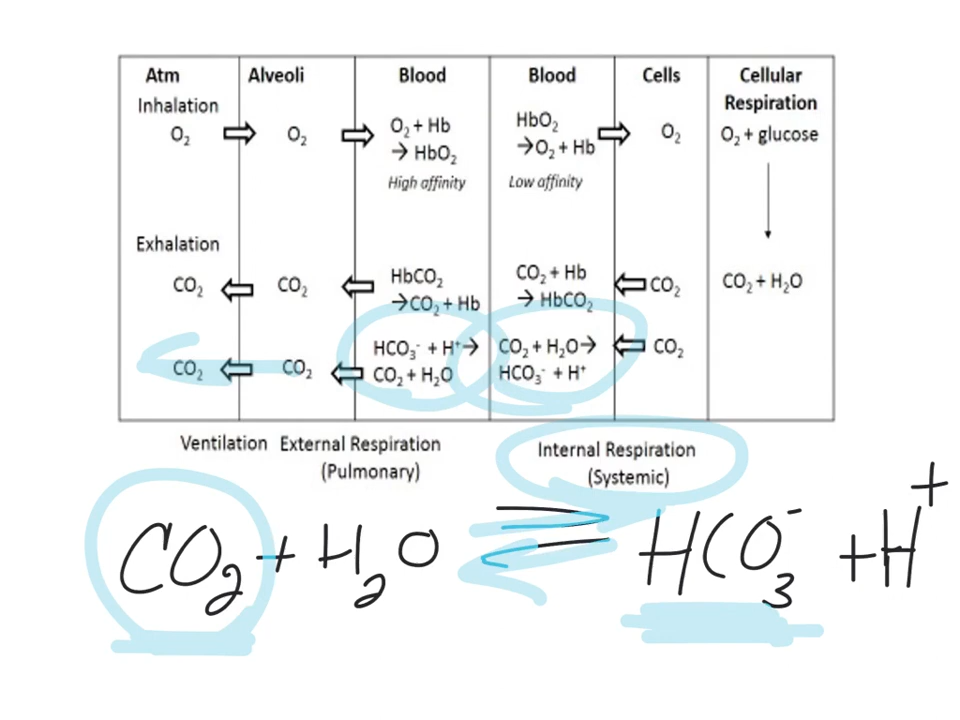 Atm Alveoli Blood Blood Cells Cellular Respiration
Inhalation
O₂ ⇨ O₂ ⇨ O₂ + Hb → HbO₂ HbO₂ → O₂ + Hb ⇨ O₂ O₂ + glucose
High affinity Low affinity
Exhalation
CO₂ ⇦ CO₂ ⇦ HbCO₂ → CO₂ + Hb CO₂ + Hb → HbCO₂ ⇦ CO₂ CO₂ + H₂O
CO₂ ⇦ CO₂ ⇦ HCO₃⁻ + H⁺ → CO₂ + H₂O CO₂ + H₂O → HCO₃⁻ + H⁺ ⇦ CO₂
Ventilation External Respiration Internal Respiration
(Pulmonary) (Systemic)
CO₂ + H₂O ⇌ HCO₃⁻ + H⁺